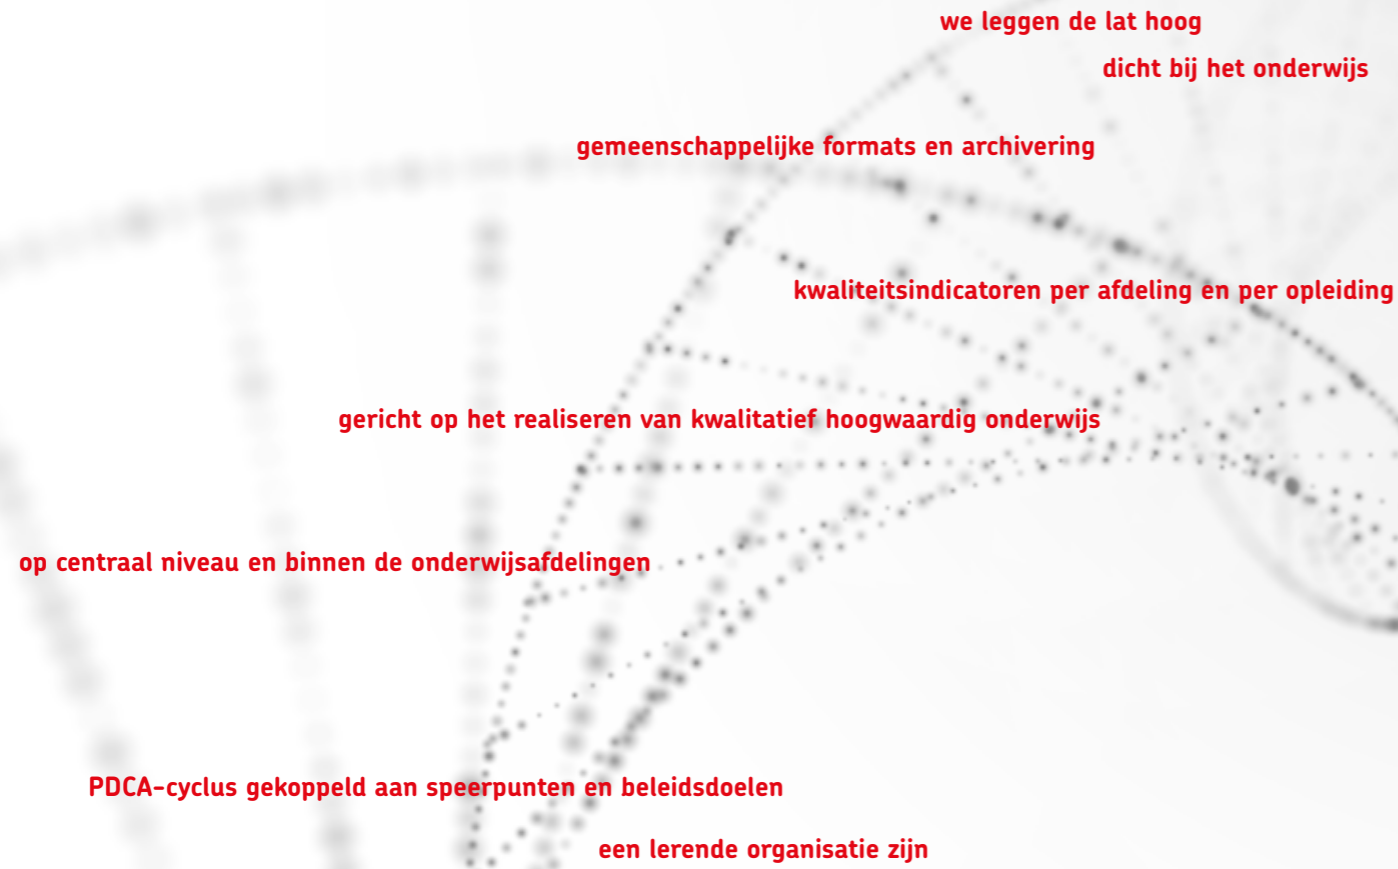 we leggen de lat hoog
dicht bij het onderwijs
gemeenschappelijke formats en archivering
kwaliteitsindicatoren per afdeling en per opleiding
gericht op het realiseren van kwalitatief hoogwaardig onderwijs
op centraal niveau en binnen de onderwijsafdelingen
PDCA-cyclus gekoppeld aan speerpunten en beleidsdoelen
een lerende organisatie zijn